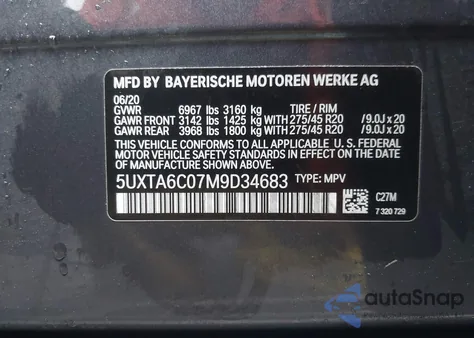 MFD BY BAYERISCHE MOTOREN WERKE AG
06/20
GVWR 6967 lbs 3160 kg TIRE / RIM
GAWR FRONT 3142 lbs 1425 kg WITH 275/45 R20 / 9.0J x 20
GAWR REAR 3968 lbs 1800 kg WITH 275/45 R20 / 9.0J x 20
THIS VEHICLE CONFORMS TO ALL APPLICABLE U. S. FEDERAL
MOTOR VEHICLE SAFETY STANDARDS IN EFFECT ON THE DATE
OF MANUFACTURE SHOWN ABOVE.
5UXTA6C07M9D34683 TYPE: MPV
C27M
7 320 729
autoSnap